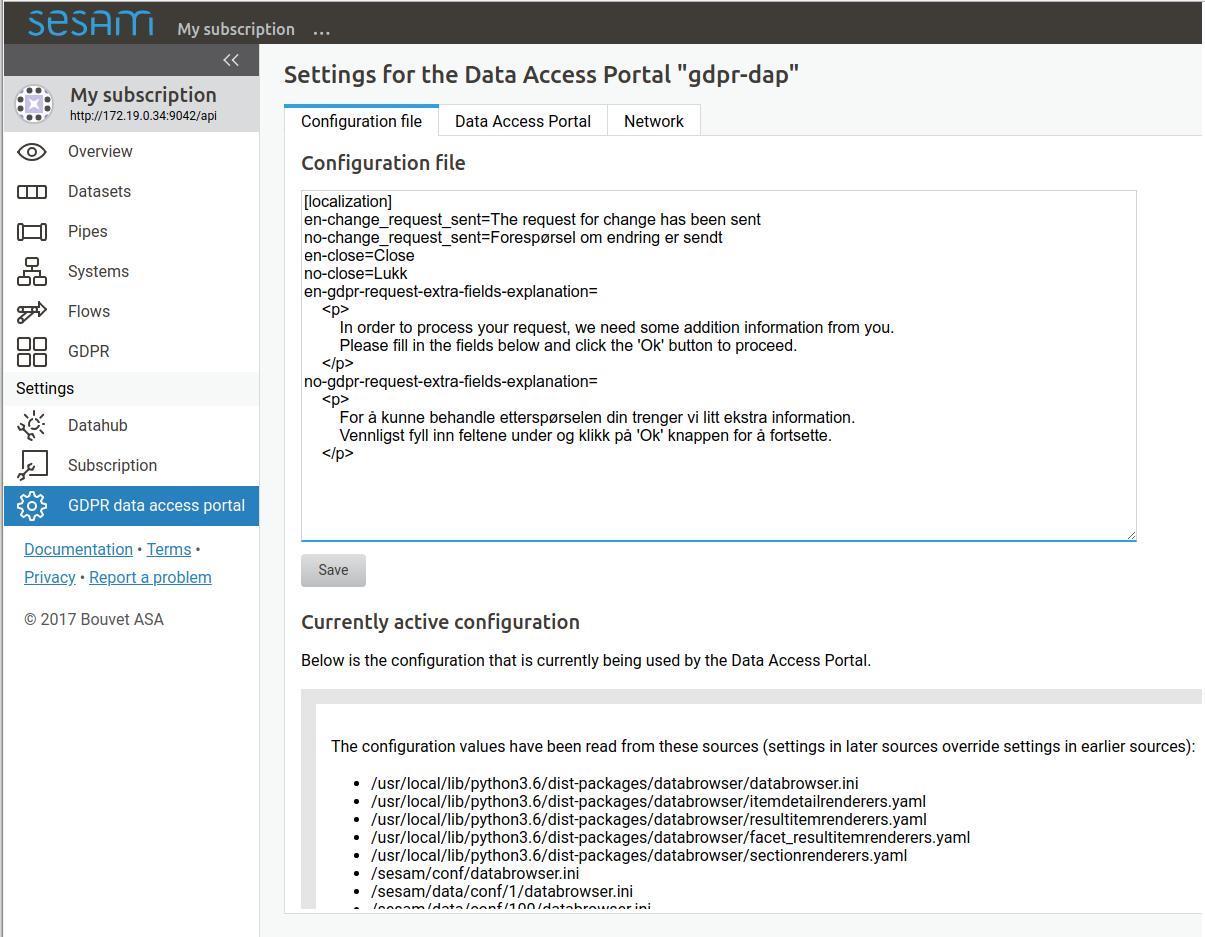 sesam My subscription ...
My subscription
http://172.19.0.34:9042/api
Overview
Datasets
Pipes
Systems
Flows
GDPR
Settings
Datahub
Subscription
GDPR data access portal
Documentation • Terms •
Privacy • Report a problem
© 2017 Bouvet ASA
Settings for the Data Access Portal "gdpr-dap"
Configuration file Data Access Portal Network
Configuration file
[localization]
en-change_request_sent=The request for change has been sent
no-change_request_sent=Forespørsel om endring er sendt
en-close=Close
no-close=Lukk
en-gdpr-request-extra-fields-explanation=
<p>
In order to process your request, we need some addition information from you.
Please fill in the fields below and click the 'Ok' button to proceed.
</p>
no-gdpr-request-extra-fields-explanation=
<p>
For å kunne behandle etterspørselen din trenger vi litt ekstra information.
Vennligst fyll inn feltene under og klikk på 'Ok' knappen for å fortsette.
</p>
Save
Currently active configuration
Below is the configuration that is currently being used by the Data Access Portal.
The configuration values have been read from these sources (settings in later sources override settings in earlier sources):
• /usr/local/lib/python3.6/dist-packages/databrowser/databrowser.ini
• /usr/local/lib/python3.6/dist-packages/databrowser/itemdetailrenderers.yaml
• /usr/local/lib/python3.6/dist-packages/databrowser/resultitemrenderers.yaml
• /usr/local/lib/python3.6/dist-packages/databrowser/facet_resultitemrenderers.yaml
• /usr/local/lib/python3.6/dist-packages/databrowser/sectionrenderers.yaml
• /sesam/conf/databrowser.ini
• /sesam/data/conf/1/databrowser.ini
• /sesam/data/conf/100/databrowser.ini